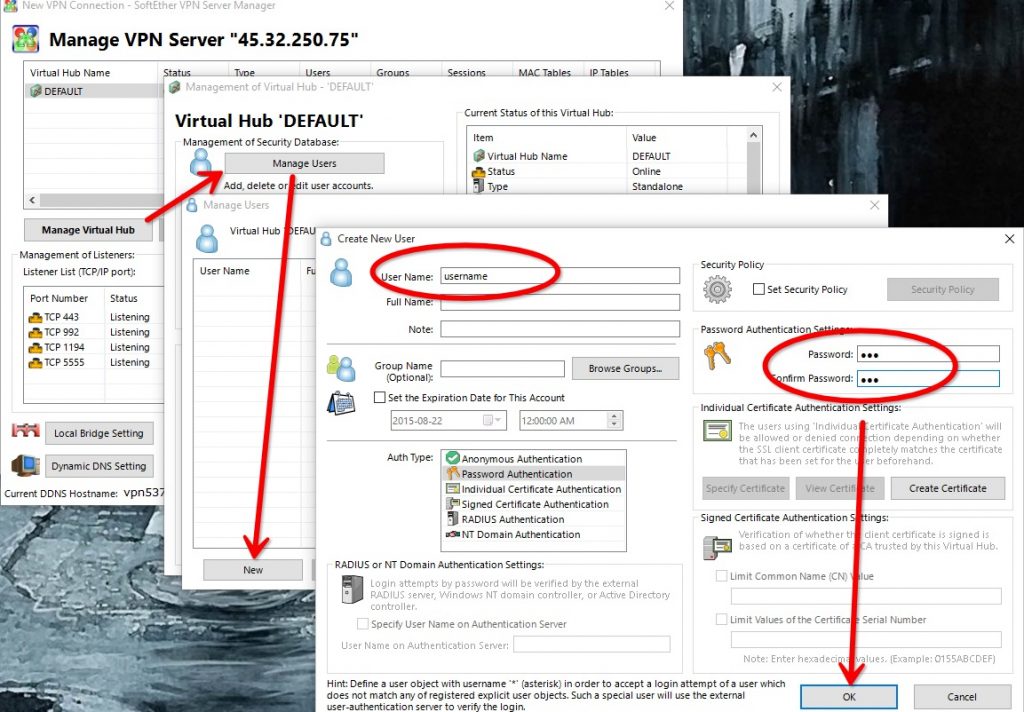 New VPN Connection - SoftEther VPN Server Manager
Manage VPN Server "45.32.250.75"
Virtual Hub Name Status Type Users Groups Sessions MAC Tables IP Tables
DEFAULT
Manage Virtual Hub
Management of Listeners:
Listener List (TCP/IP port):
Port Number Status
TCP 443 Listening
TCP 992 Listening
TCP 1194 Listening
TCP 5555 Listening
Local Bridge Setting
Dynamic DNS Setting
Current DDNS Hostname: vpn537
Management of Virtual Hub - 'DEFAULT'
Virtual Hub 'DEFAULT'
Management of Security Database:
Manage Users
Add, delete or edit user accounts.
Current Status of this Virtual Hub:
Item Value
Virtual Hub Name DEFAULT
Status Online
Type Standalone
Manage Users
Virtual Hub "DEFAU
User Name Fu
New
Create New User
User Name: username
Full Name:
Note:
Group Name
(Optional):
Browse Groups...
Set the Expiration Date for This Account
2015-08-22 12:00:00 AM
Auth Type:
Anonymous Authentication
Password Authentication
Individual Certificate Authentication
Signed Certificate Authentication
RADIUS Authentication
NT Domain Authentication
RADIUS or NT Domain Authentication Settings:
Login attempts by password will be verified by the external
RADIUS server, Windows NT domain controller, or Active Directory
controller.
Specify User Name on Authentication Server
User Name on Authentication Server:
Hint: Define a user object with username '*' (asterisk) in order to accept a login attempt of a user which
does not match any of registered explicit user objects. Such a special user will use the external
user-authentication server to verify the login.
Security Policy
Set Security Policy
Security Policy
Password Authentication Settings:
Password: ●●●
Confirm Password: ●●●
Individual Certificate Authentication Settings:
The users using 'Individual Certificate Authentication' will
be allowed or denied connection depending on whether
the SSL client certificate completely matches the certificate
that has been set for the user beforehand.
Specify Certificate View Certificate Create Certificate
Signed Certificate Authentication Settings:
Verification of whether the client certificate is signed is
based on a certificate of a CA trusted by this Virtual Hub.
Limit Common Name (CN) Value
Limit Values of the Certificate Serial Number
Note: Enter hexadecimal values. (Example: 0155ABCDEF)
OK Cancel